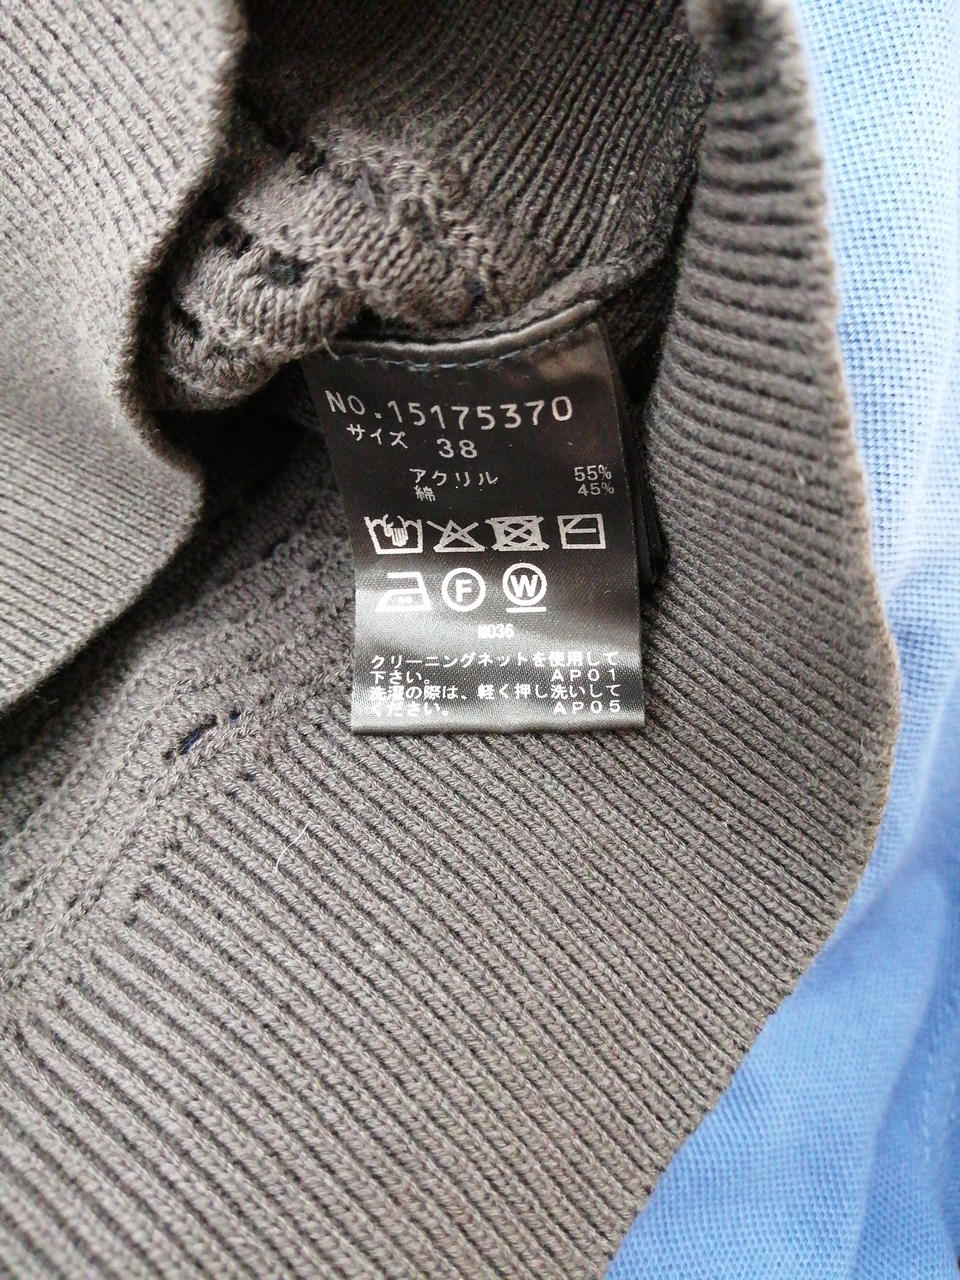 NO.15175370
サイズ 38
アクリル 55%
綿 45%
F W
下さい。 AP01
クリーニングネットを使用して
洗濯の際は、軽く押し洗いして
ください。 AP05